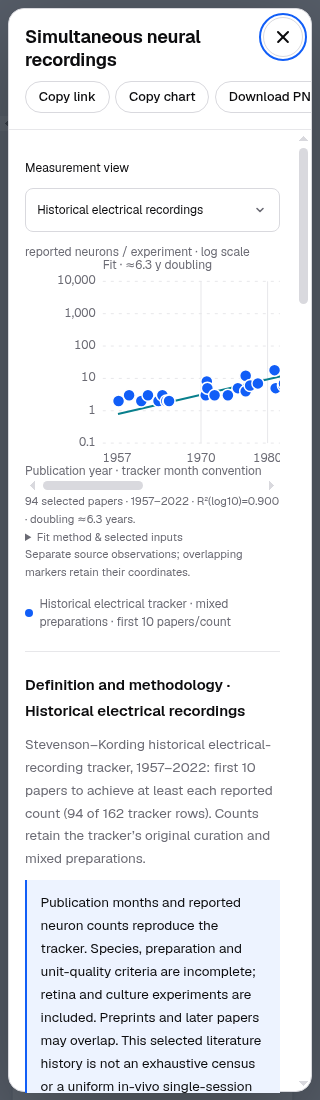 Simultaneous neural
recordings
Copy link
Copy chart
Download PN
Measurement view
Historical electrical recordings
reported neurons / experiment · log scale
Fit · ≈6.3 y doubling
10,000
1,000
100
10
1
0.1
1957
1970
1980
Publication year · tracker month convention
94 selected papers · 1957–2022 · R²(log10)=0.900
· doubling ≈6.3 years.
Fit method & selected inputs
Separate source observations; overlapping
markers retain their coordinates.
Historical electrical tracker · mixed
preparations · first 10 papers/count
Definition and methodology ·
Historical electrical recordings
Stevenson–Kording historical electrical-
recording tracker, 1957–2022: first 10
papers to achieve at least each reported
count (94 of 162 tracker rows). Counts
retain the tracker's original curation and
mixed preparations.
Publication months and reported
neuron counts reproduce the
tracker. Species, preparation and
unit-quality criteria are incomplete;
retina and culture experiments are
included. Preprints and later papers
may overlap. This selected literature
history is not an exhaustive census
or a uniform in-vivo single-session